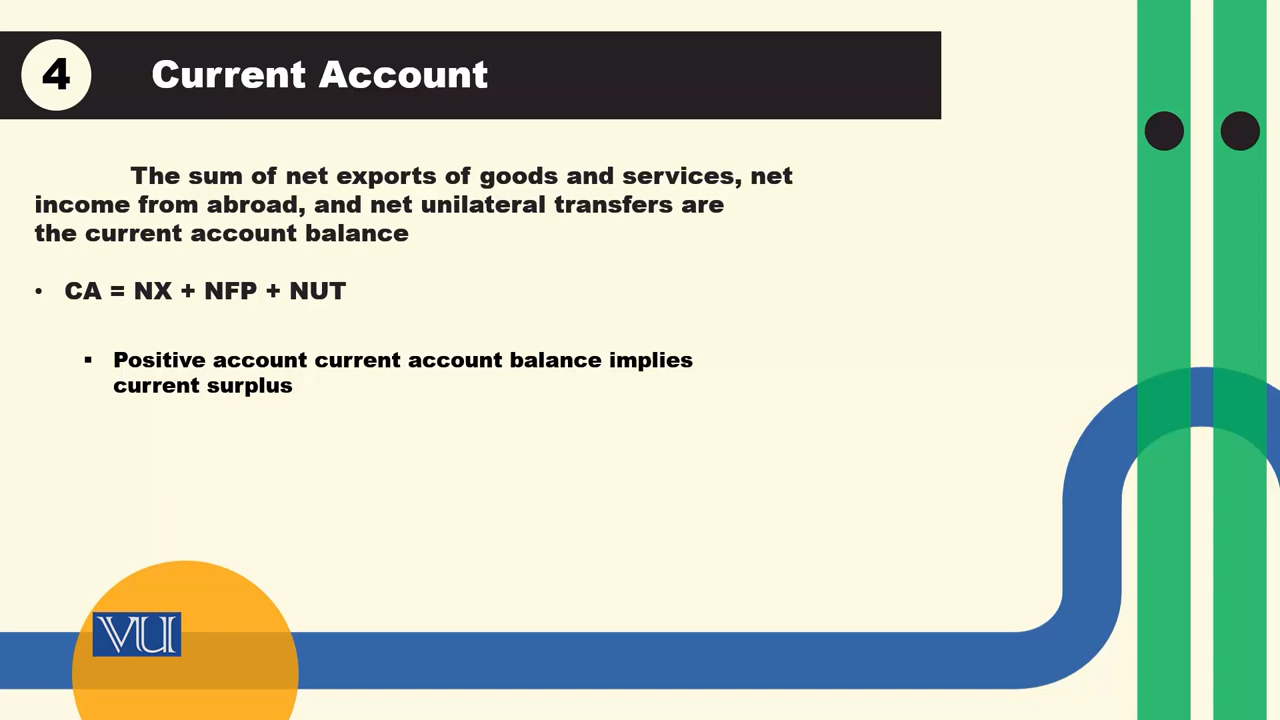 4
Current Account
The sum of net exports of goods and services, net
income from abroad, and net unilateral transfers are
the current account balance
• CA = NX + NFP + NUT
▪ Positive account current account balance implies
current surplus
VU